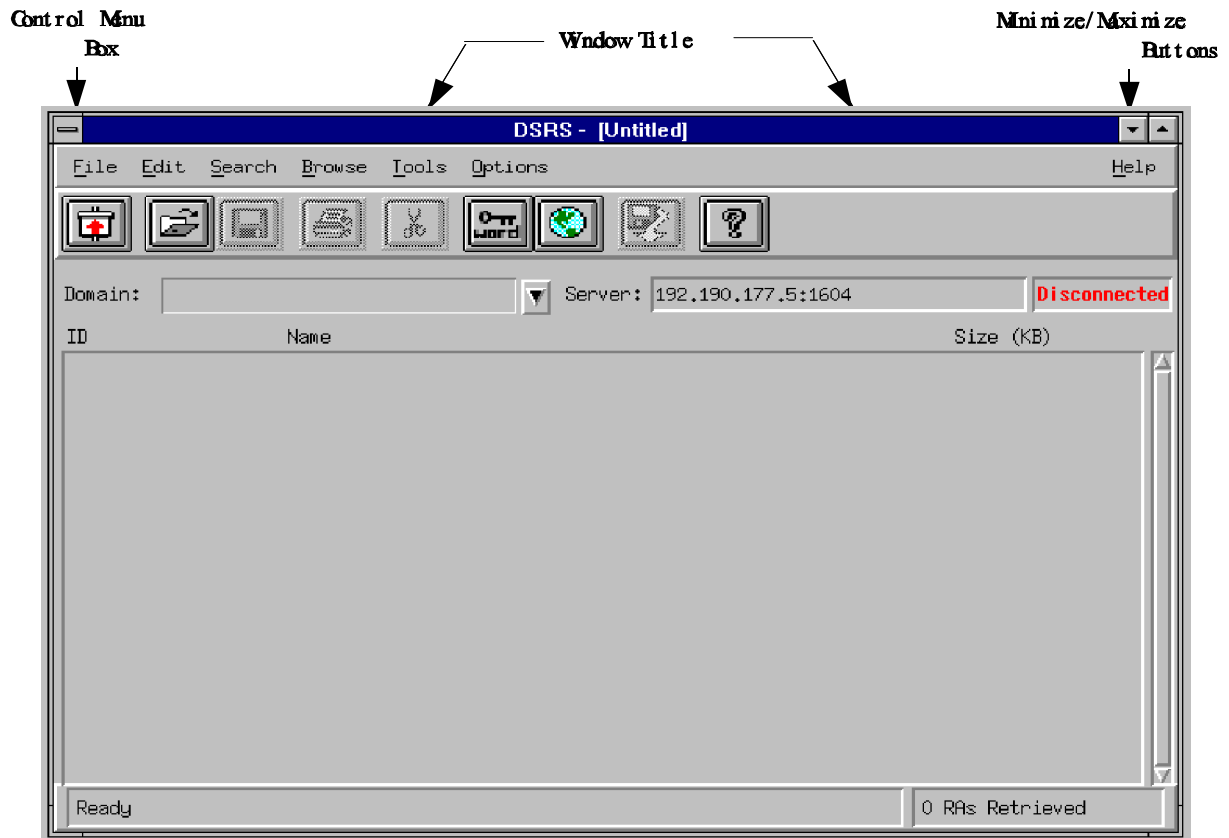 Control Menu Box
Window Title
Minimize/Maximize Buttons
DSRS - [Untitled]
File Edit Search Browse Tools Options Help
word
Domain: Server: 192.190.177.5:1604 Disconnected
ID Name Size (KB)
Ready 0 RAs Retrieved